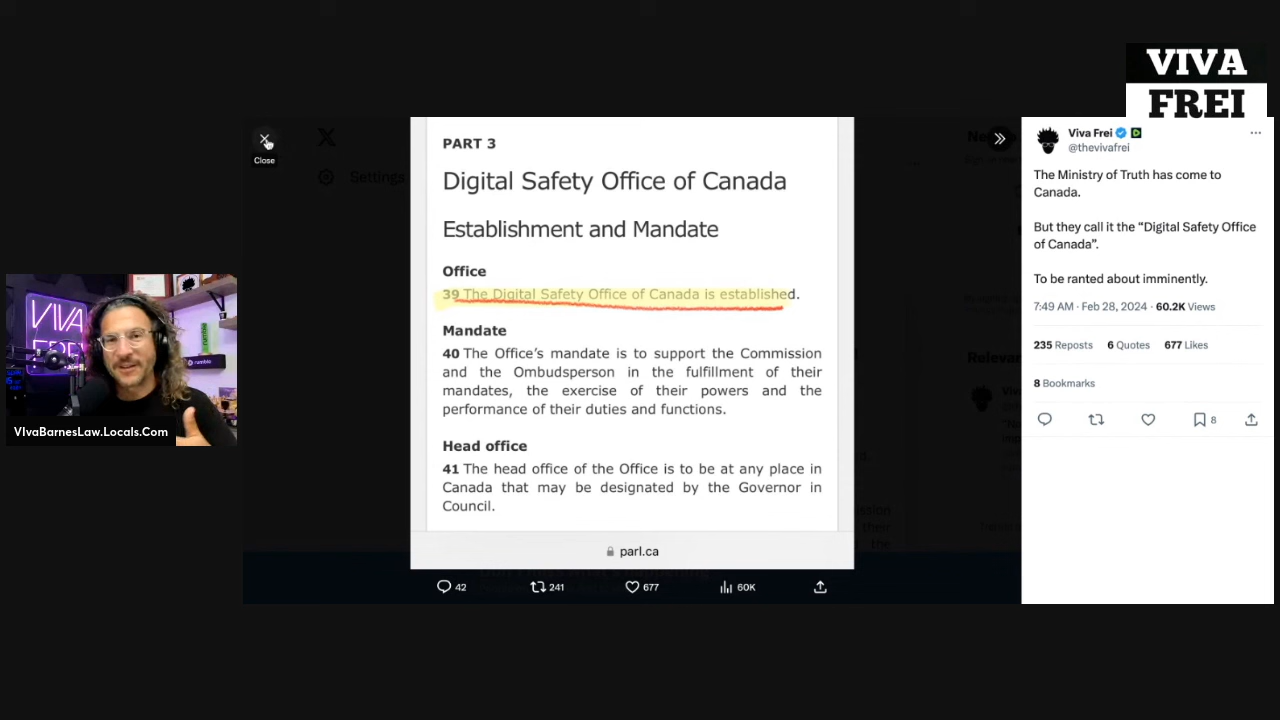 VIVA
FREI
Close
Settings
PART 3
Digital Safety Office of Canada
Establishment and Mandate
Office
39 The Digital Safety Office of Canada is established.
Mandate
40 The Office's mandate is to support the Commission
and the Ombudsperson in the fulfillment of their
mandates, the exercise of their powers and the
performance of their duties and functions.
Head office
41 The head office of the Office is to be at any place in
Canada that may be designated by the Governor in
Council.
parl.ca
42
241
677
60K
Viva Frei
@thevivafrei
The Ministry of Truth has come to
Canada.
But they call it the “Digital Safety Office
of Canada”.
To be ranted about imminently.
7:49 AM · Feb 28, 2024 · 60.2K Views
235 Reposts 6 Quotes 677 Likes
8 Bookmarks
8
VIVA
FREI
rumble
VIvaBarnesLaw.Locals.Com